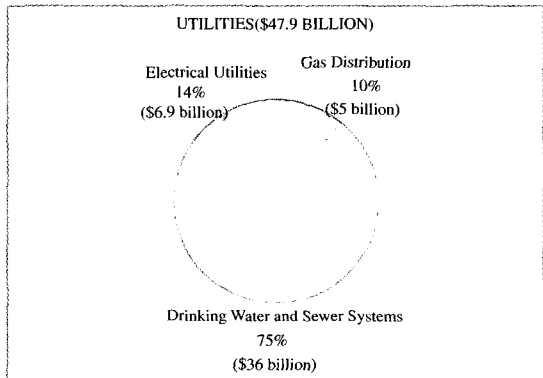 UTILITIES($47.9 BILLION)
Electrical Utilities
14%
($6.9 billion)
Gas Distribution
10%
($5 billion)
Drinking Water and Sewer Systems
75%
($36 billion)